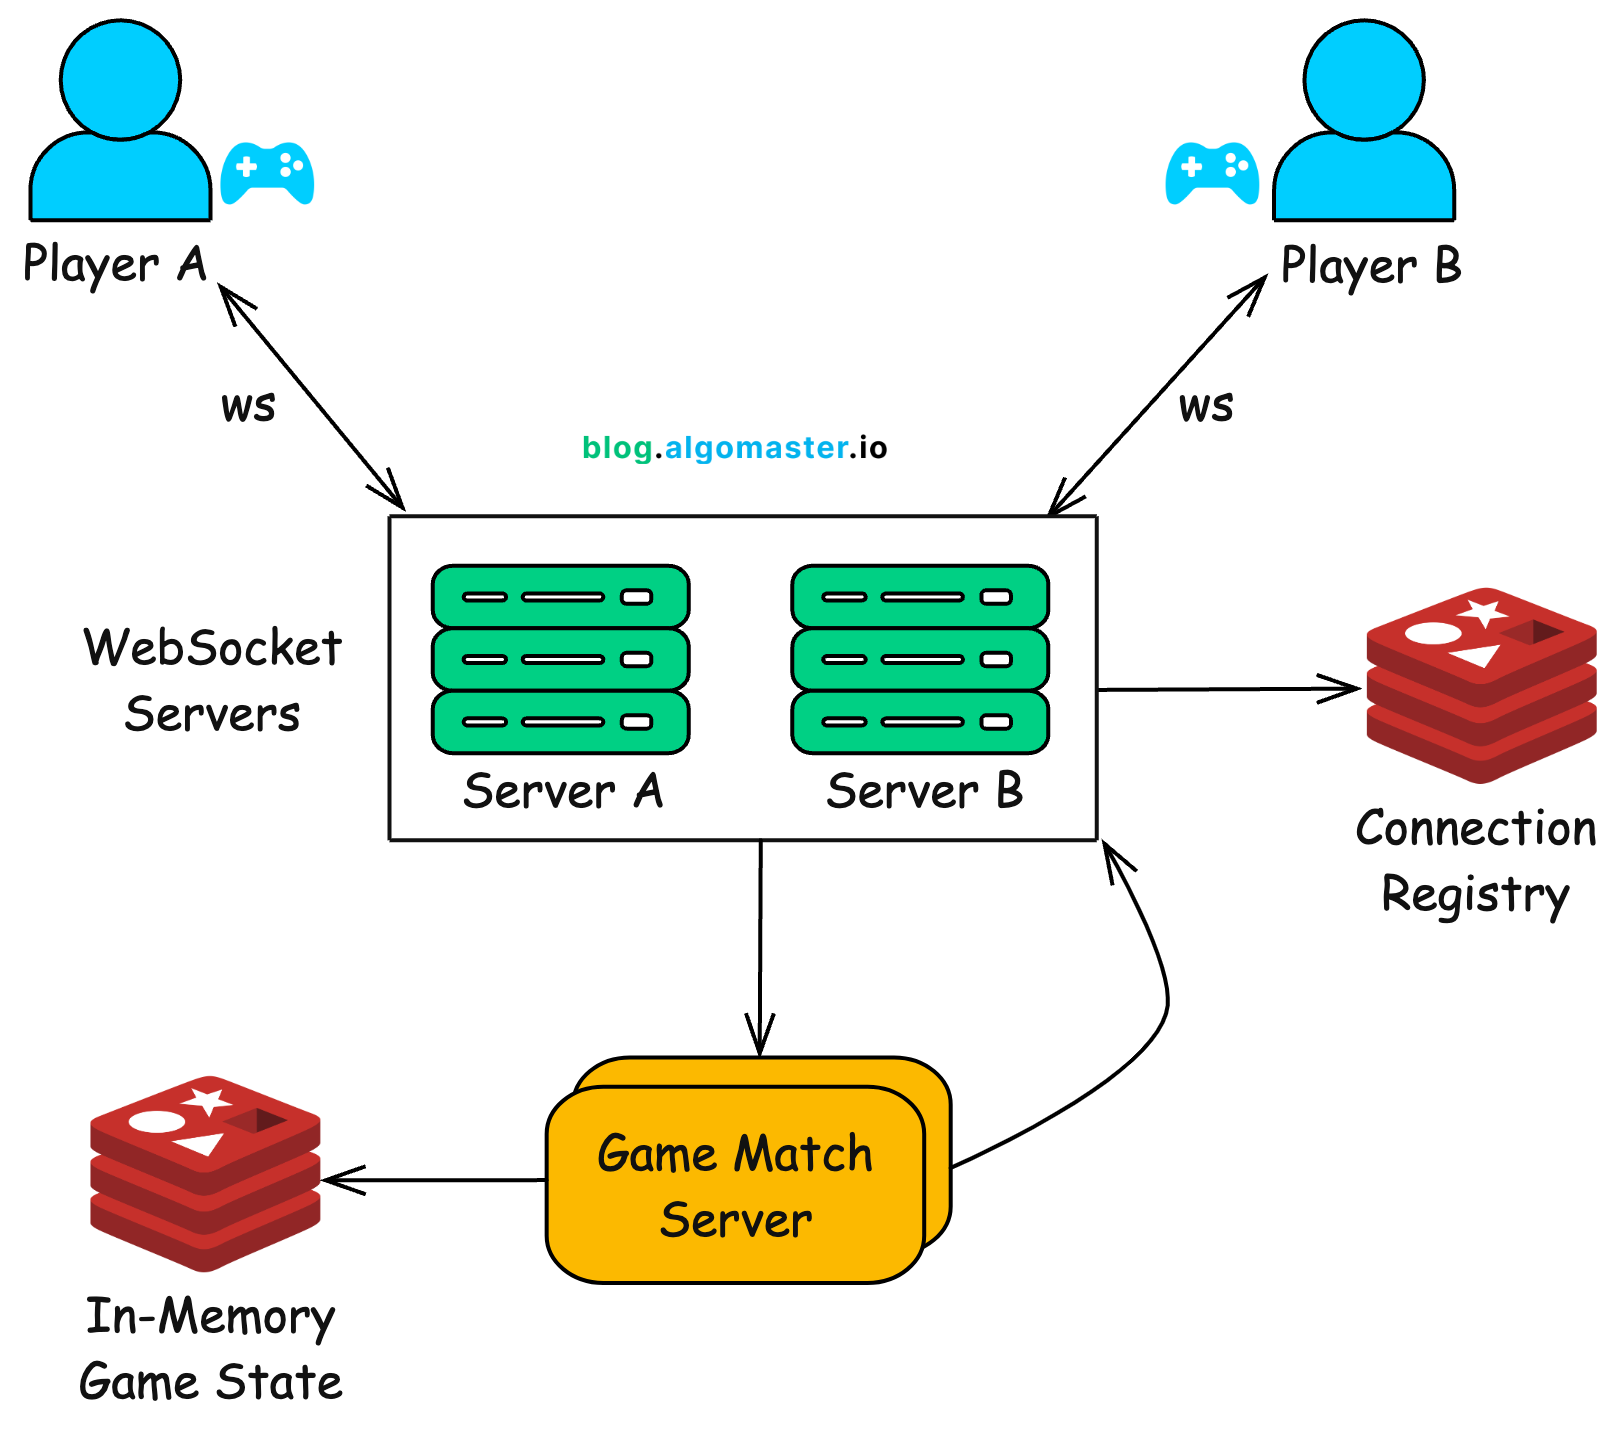 Player A
Player B
ws
ws
blog.algomaster.io
WebSocket
Servers
Server A
Server B
Connection
Registry
Game Match
Server
In-Memory
Game State